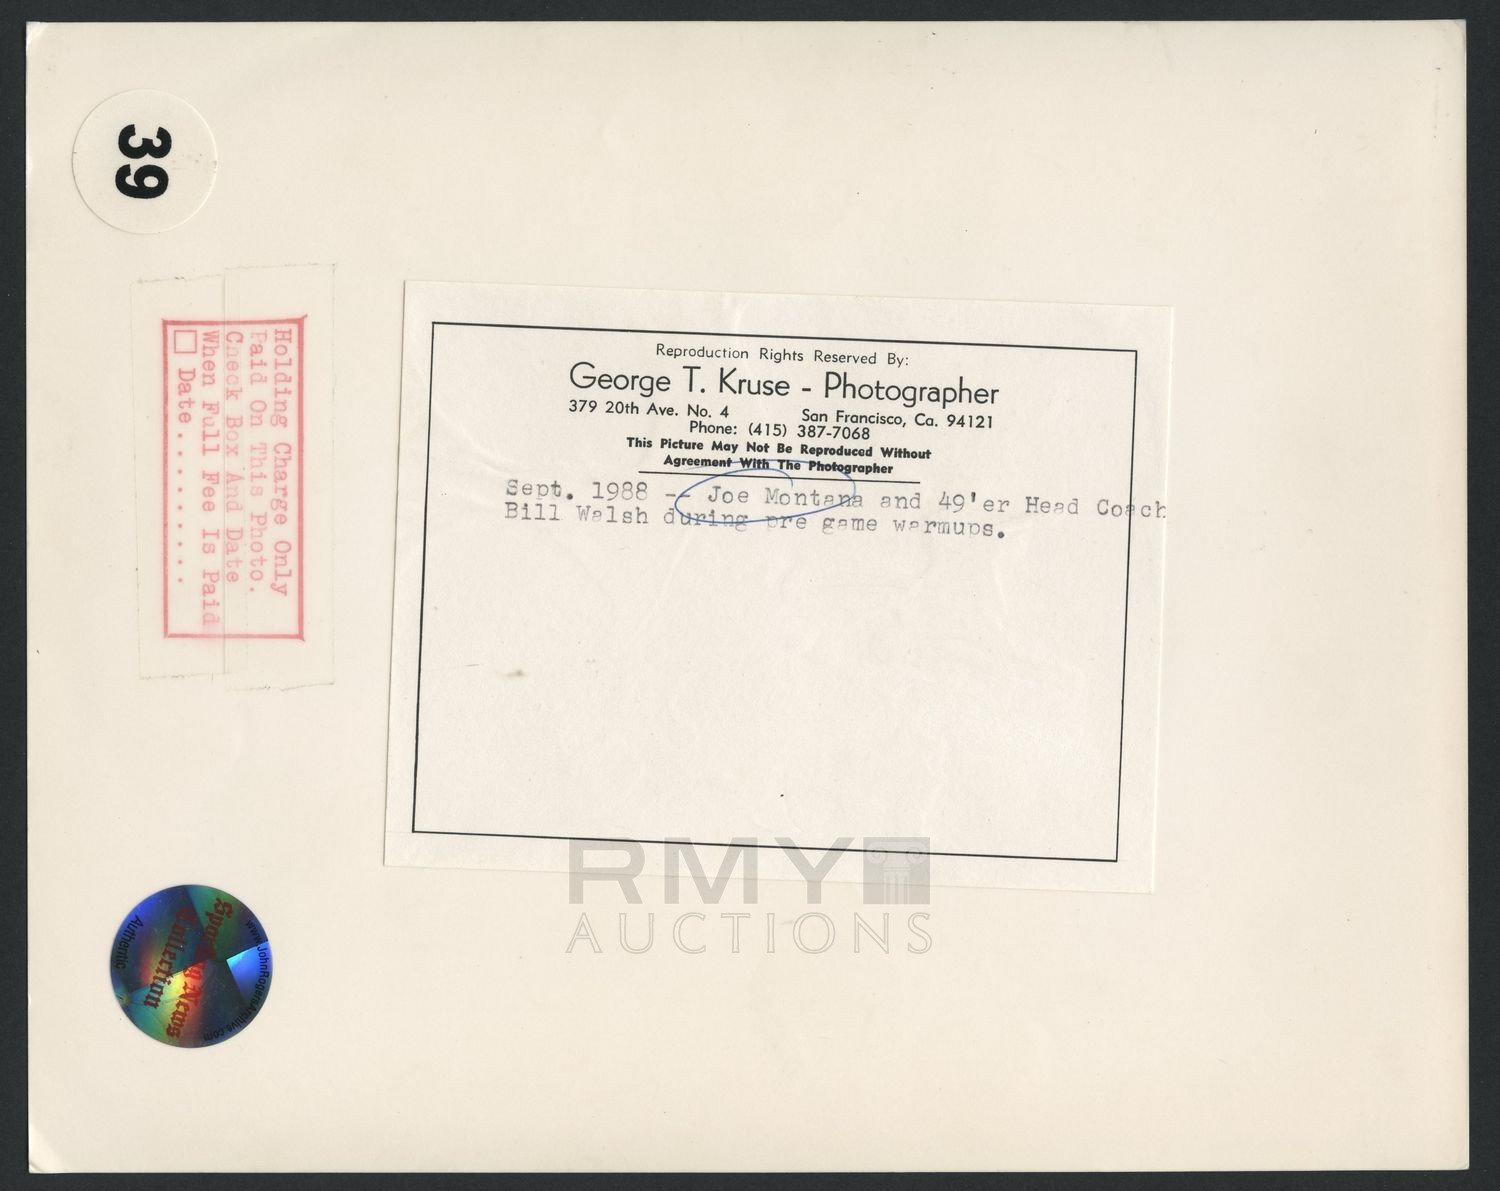 39
Holding Charge Only
Paid On This Photo.
Check Box And Date
When Full Fee Is Paid
Date.........
Reproduction Rights Reserved By:
George T. Kruse - Photographer
379 20th Ave. No. 4 San Francisco, Ca. 94121
Phone: (415) 387-7068
This Picture May Not Be Reproduced Without
Agreement With The Photographer
Sept. 1988 -- Joe Montana and 49'er Head Coach
Bill Walsh during pre game warmups.
RMY
AUCTIONS
www.JohnRogersArchive.com
Sporting News
Collection
Authentic